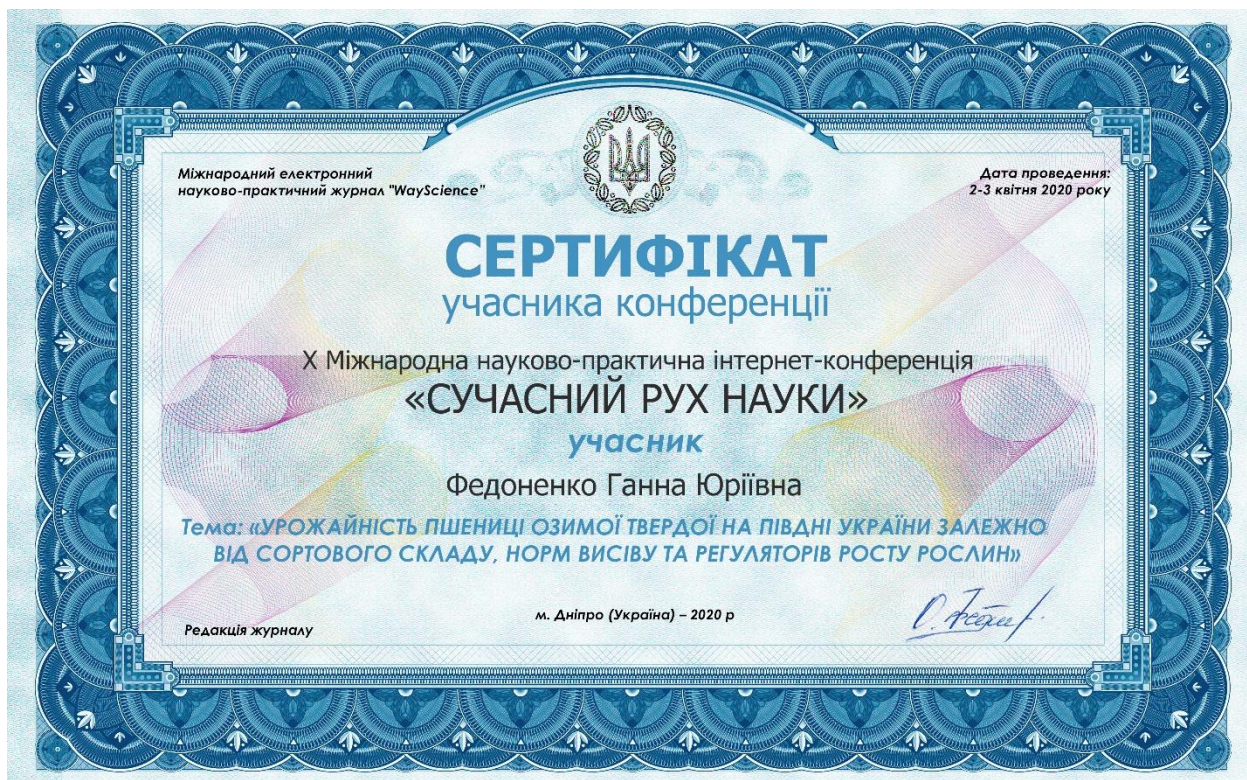 Міжнародний електронний
науково-практичний журнал "WayScience"
Дата проведення:
2-3 квітня 2020 року
СЕРТИФІКАТ
учасника конференції
X Міжнародна науково-практична інтернет-конференція
«СУЧАСНИЙ РУХ НАУКИ»
учасник
Федоненко Ганна Юріївна
Тема: «УРОЖАЙНІСТЬ ПШЕНИЦІ ОЗИМОЇ ТВЕРДОЇ НА ПІВДНІ УКРАЇНИ ЗАЛЕЖНО
ВІД СОРТОВОГО СКЛАДУ, НОРМ ВИСІВУ ТА РЕГУЛЯТОРІВ РОСТУ РОСЛИН»
м. Дніпро (Україна) – 2020 р
Редакція журналу